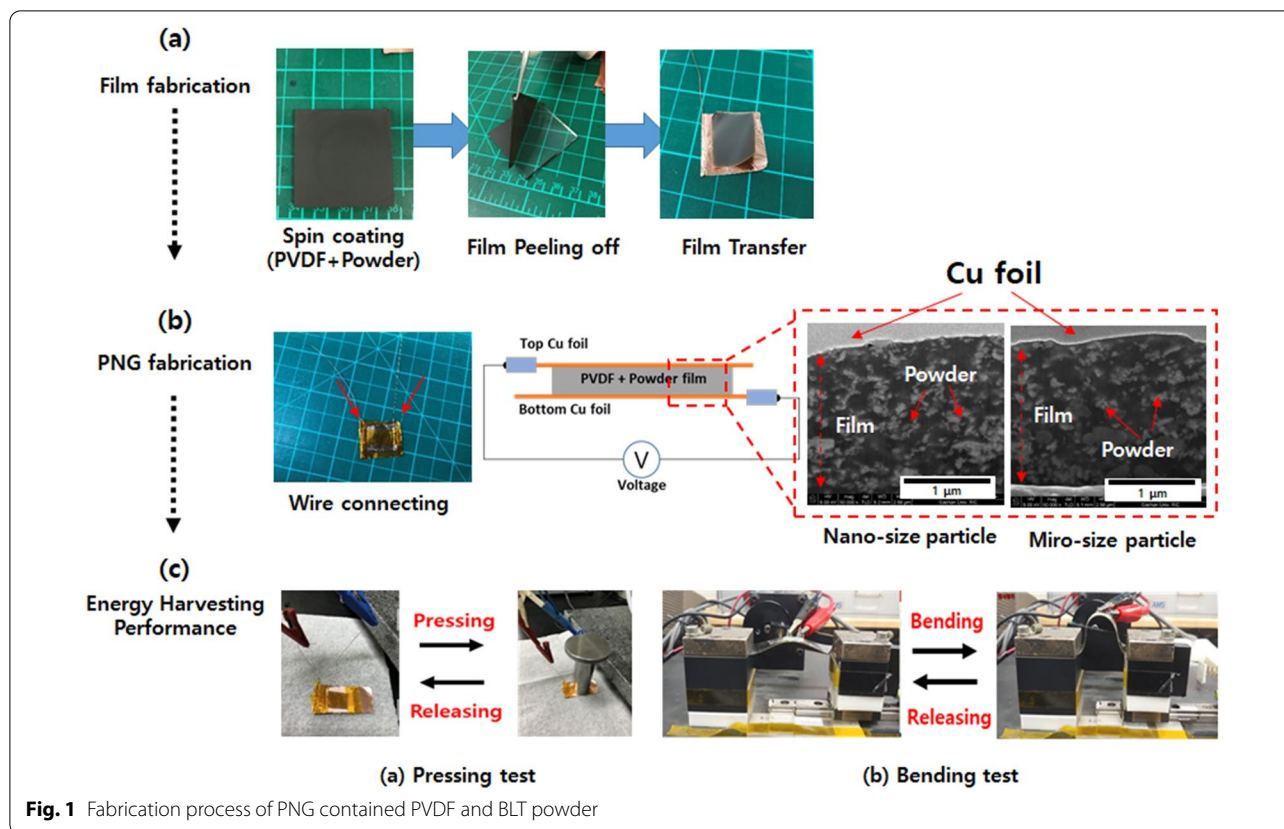 (a)
Film fabrication
Spin coating
(PVDF+Powder)
Film Peeling off
Film Transfer
(b)
PNG fabrication
Wire connecting
Top Cu foil
PVDF + Powder film
Bottom Cu foil
V
Voltage
Cu foil
Powder
Film
1 µm
Nano-size particle
Film
Powder
1 µm
Miro-size particle
(c)
Energy Harvesting
Performance
Pressing
Releasing
(a) Pressing test
Bending
Releasing
(b) Bending test
Fig. 1 Fabrication process of PNG contained PVDF and BLT powder